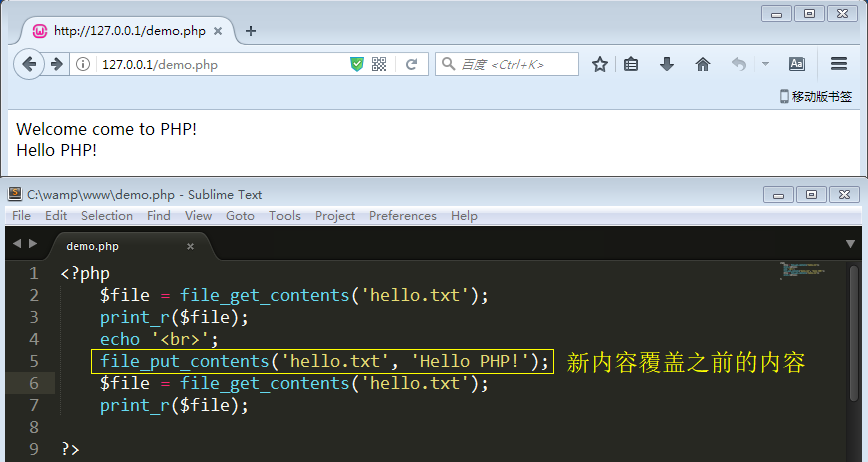 http://127.0.0.1/demo.php
127.0.0.1/demo.php
百度 <Ctrl+K>
Aa
移动版书签
Welcome come to PHP!
Hello PHP!
C:\wamp\www\demo.php - Sublime Text
File Edit Selection Find View Goto Tools Project Preferences Help
demo.php
1 <?php
2 $file = file_get_contents('hello.txt');
3 print_r($file);
4 echo '<br>';
5 file_put_contents('hello.txt', 'Hello PHP!'); 新内容覆盖之前的内容
6 $file = file_get_contents('hello.txt');
7 print_r($file);
8
9 ?>